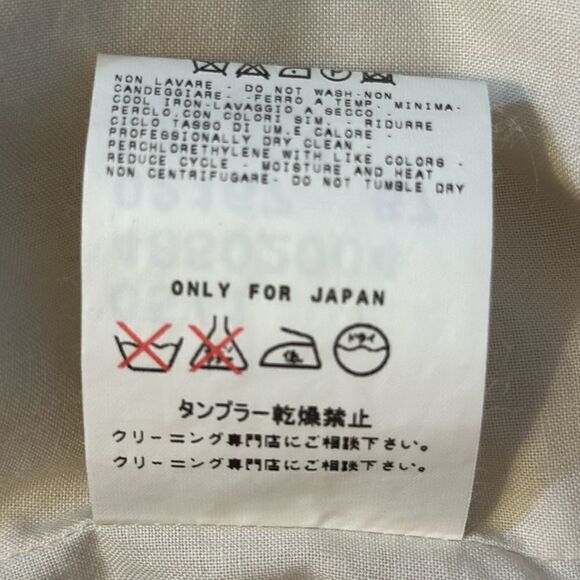 NON LAVARE - DO NOT WASH-NON
CANDEGGIARE- -FERRO A TEMP. MINIMA-
COOL IRON-LAVAGGIO A SECCO -
PERCLO.CON COLORI SIM. - RIDURRE
CICLO TASSO DI UM.E CALORE -
PROFESSIONALLY DRY CLEAN -
PERCHLORETHYLENE WITH LIKE COLORS -
REDUCE CYCLE - MOISTURE AND HEAT
NON CENTRIFUGARE- DO NOT TUMBLE DRY
ONLY FOR JAPAN
低 ドライ
タンブラー乾燥禁止
クリーニング専門店にご相談下さい。
クリーニング専門店にご相談下さい。